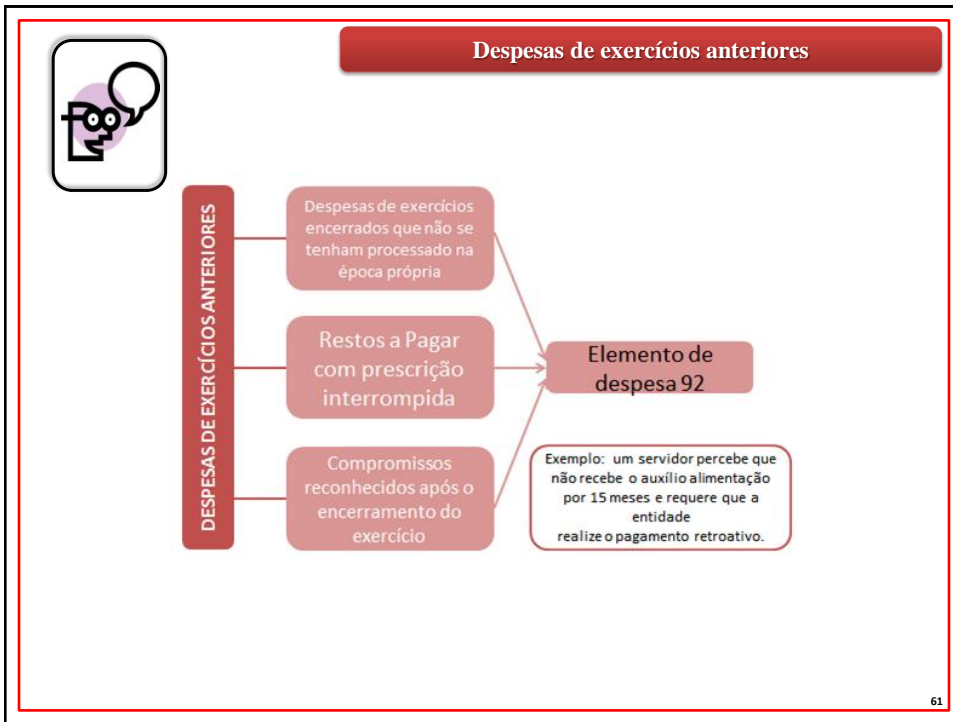 Despesas de exercícios anteriores
DESPESAS DE EXERCÍCIOS ANTERIORES
Despesas de exercícios
encerrados que não se
tenham processado na
época própria
Restos a Pagar
com prescrição
interrompida
Compromissos
reconhecidos após o
encerramento do
exercício
Elemento de
despesa 92
Exemplo: um servidor percebe que
não recebe o auxílio alimentação
por 15 meses e requere que a
entidade
realize o pagamento retroativo.
61